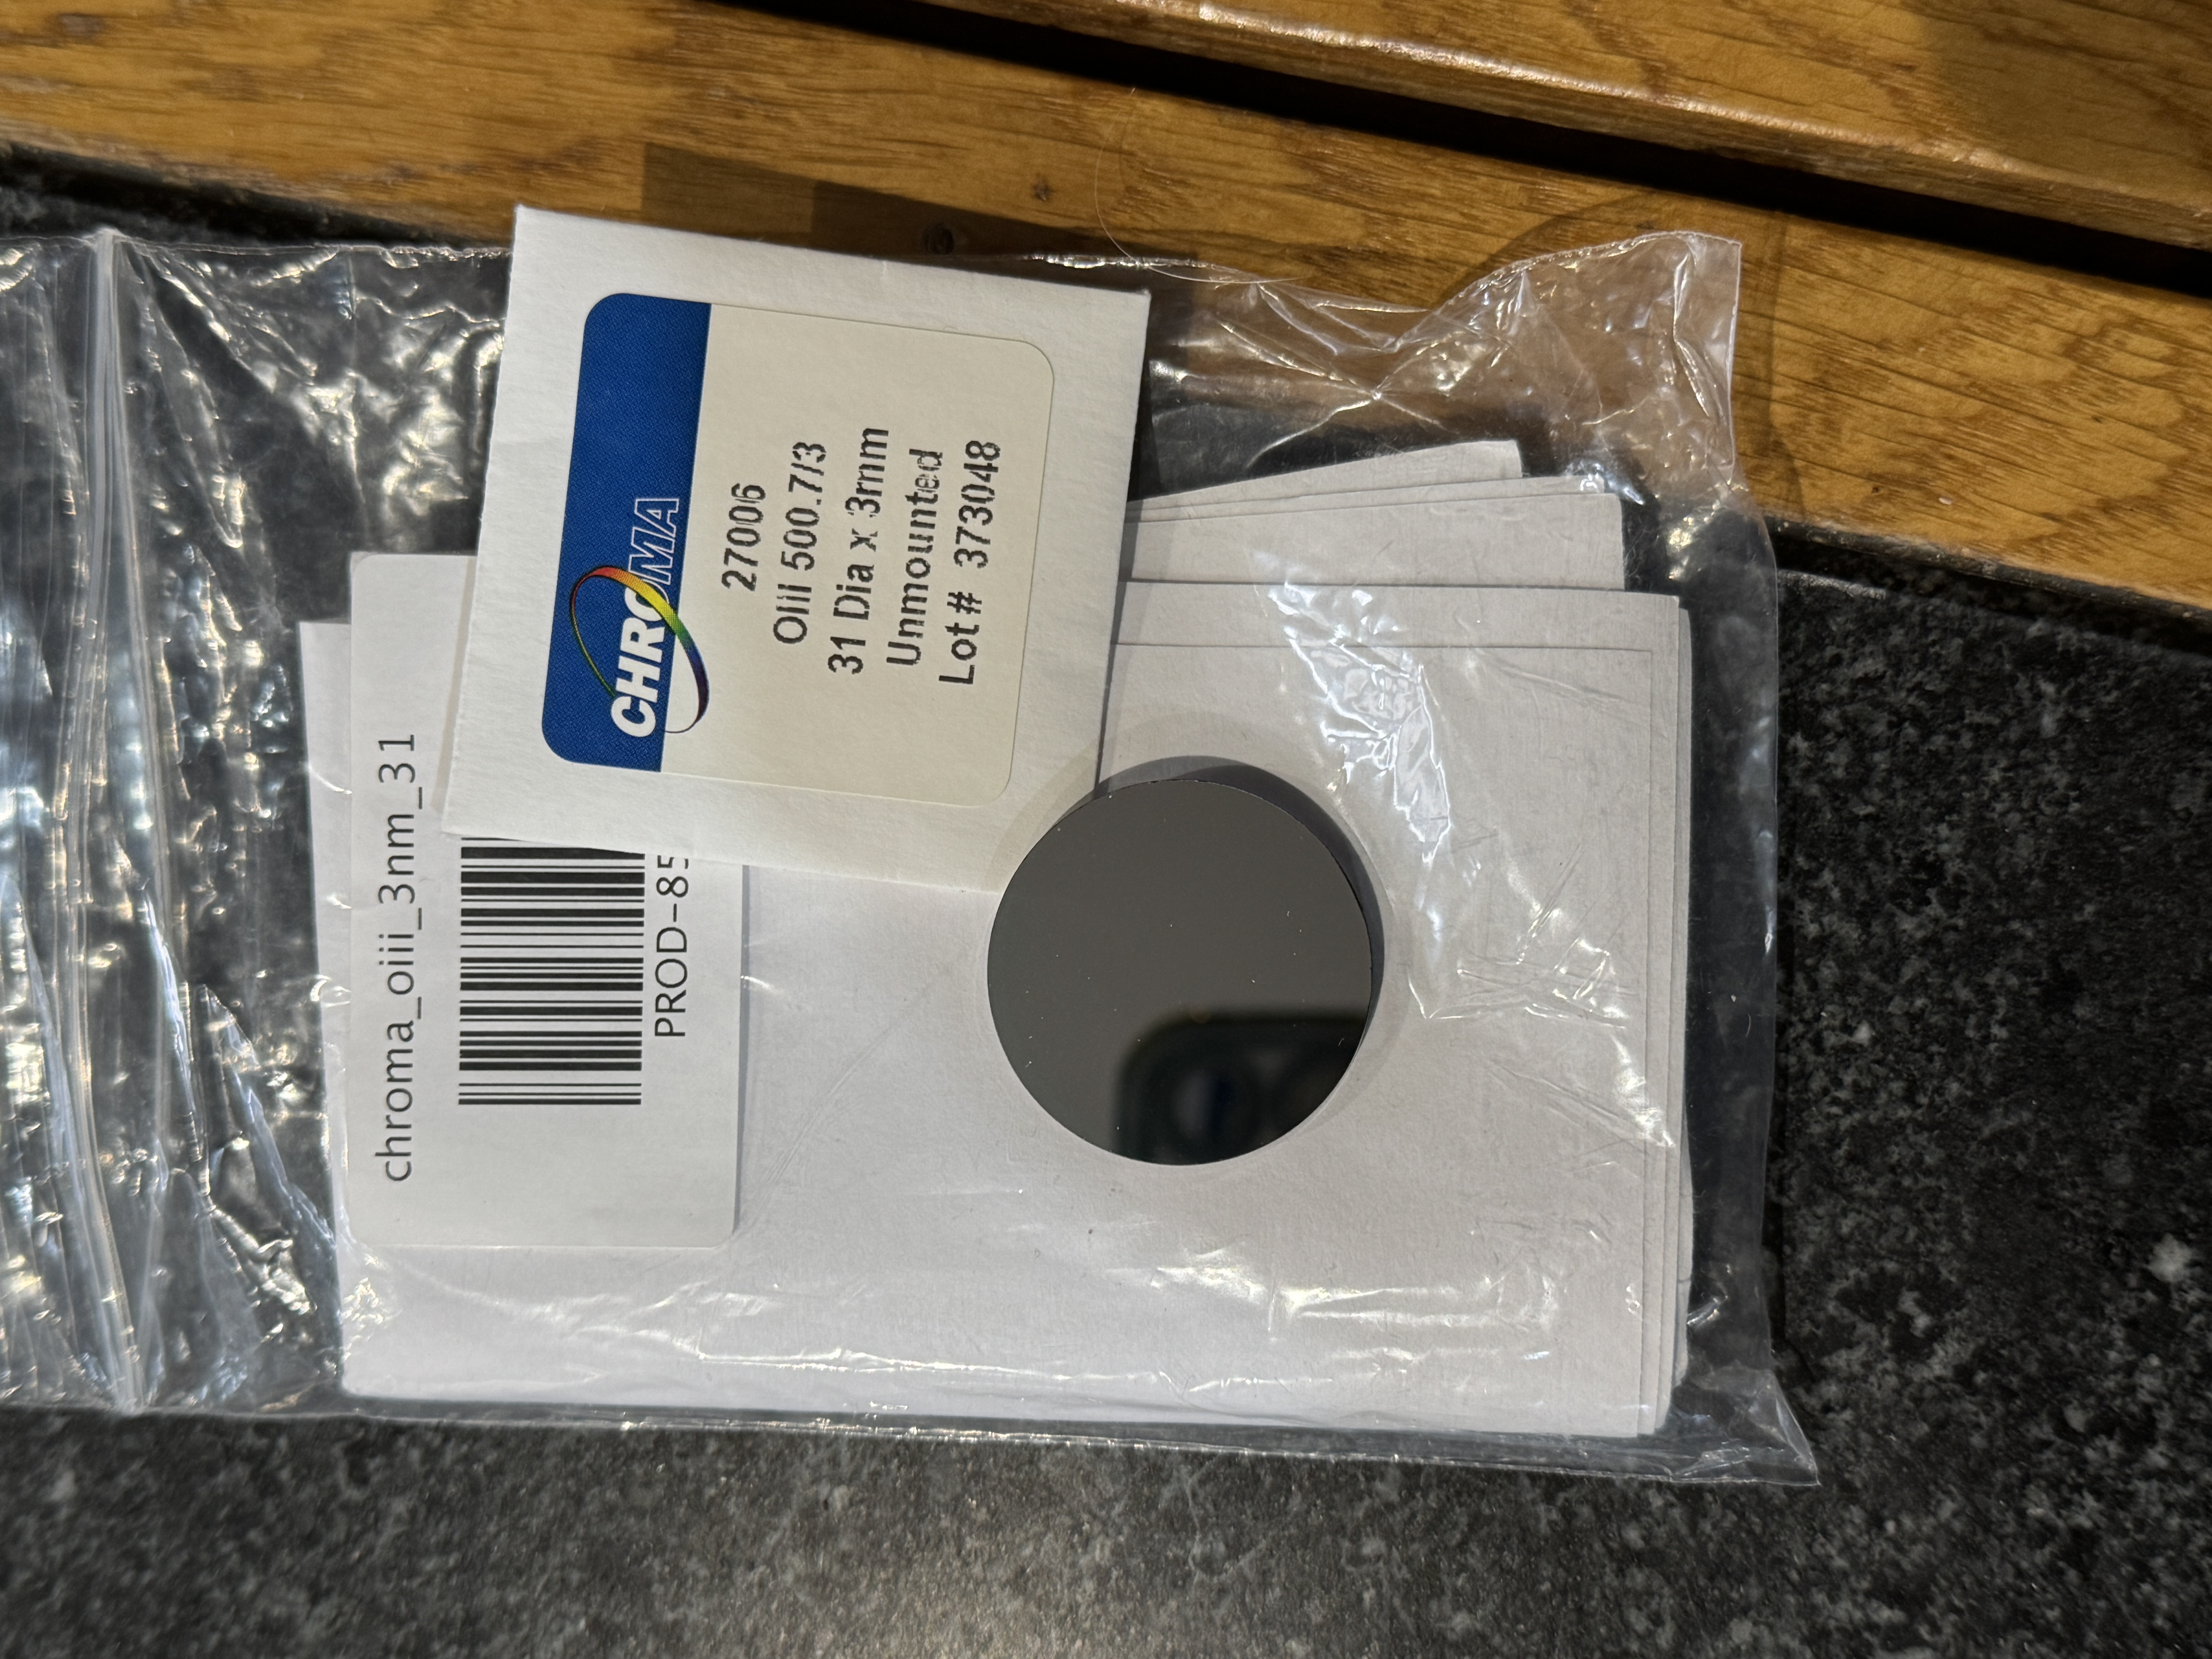 CHROMA
27006
OIII 500.7/3
31 Dia x 3mm
Unmounted
Lot# 373048
chroma_oiii_3nm_31
PROD-85